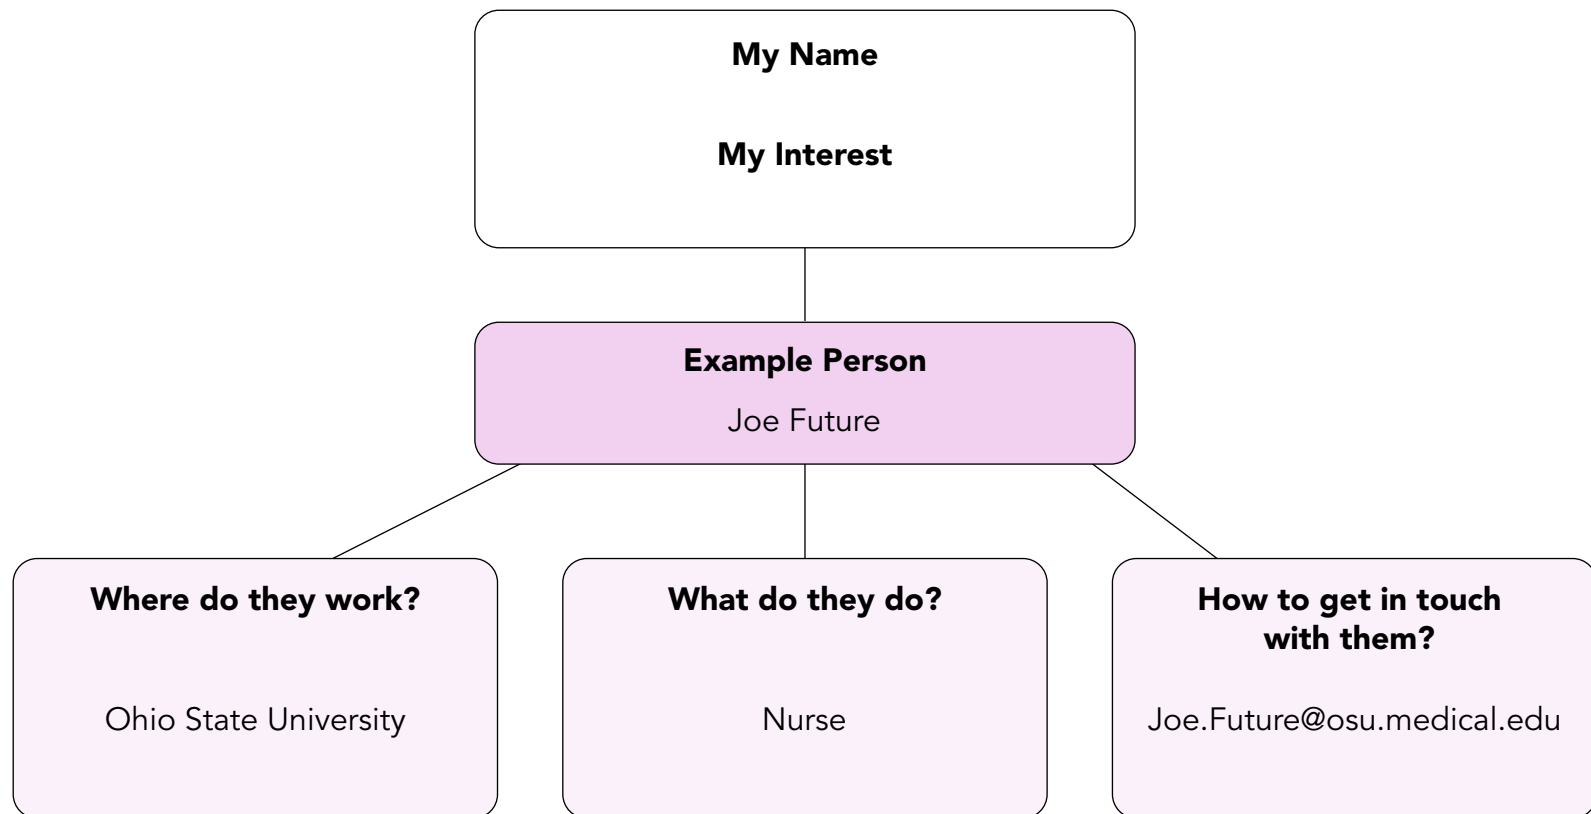 My Name
My Interest
Example Person
Joe Future
Where do they work?
Ohio State University
What do they do?
Nurse
How to get in touch
with them?
Joe.Future@osu.medical.edu